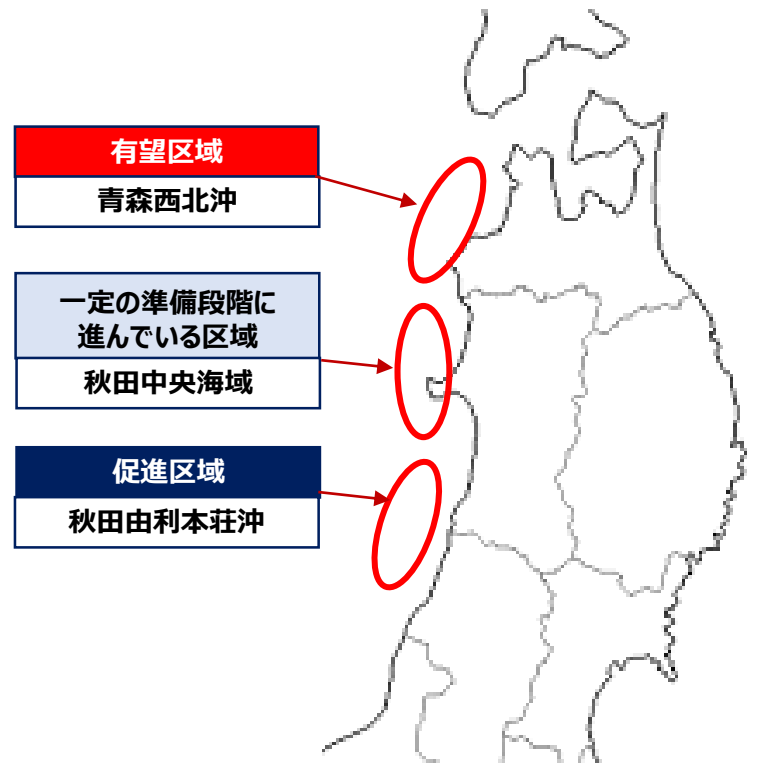 有望区域
青森西北沖
一定の準備段階に
進んでいる区域
秋田中央海域
促進区域
秋田由利本荘沖